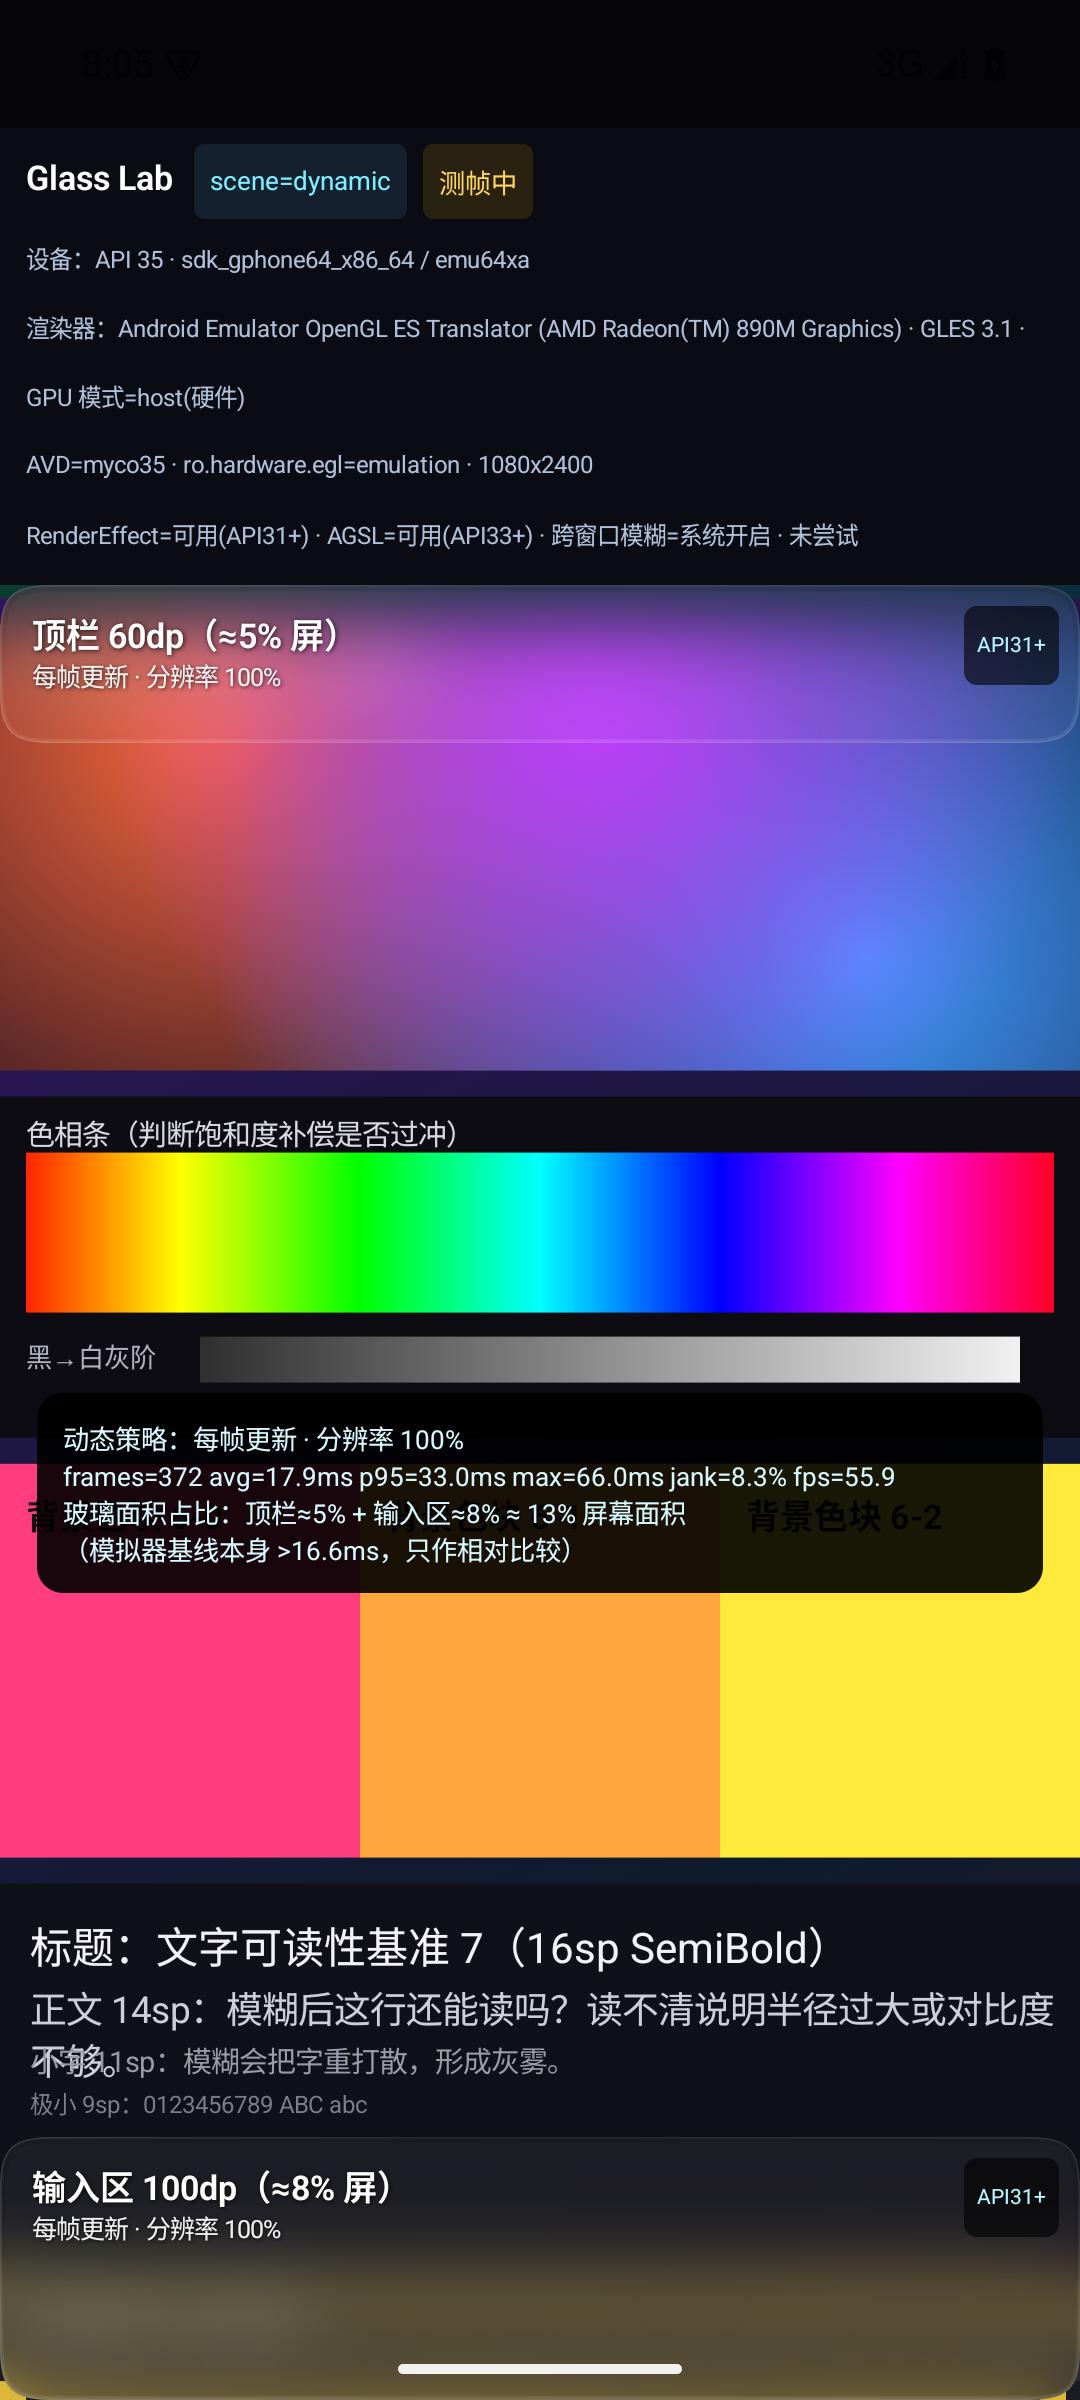 8:05
3G
Glass Lab
scene=dynamic
测帧中
设备：API 35 · sdk_gphone64_x86_64 / emu64xa
渲染器：Android Emulator OpenGL ES Translator (AMD Radeon(TM) 890M Graphics) · GLES 3.1 ·
GPU 模式=host(硬件)
AVD=myco35 · ro.hardware.egl=emulation · 1080x2400
RenderEffect=可用(API31+) · AGSL=可用(API33+) · 跨窗口模糊=系统开启 · 未尝试
顶栏 60dp（≈5% 屏）
每帧更新 · 分辨率 100%
API31+
色相条（判断饱和度补偿是否过冲）
黑→白灰阶
动态策略：每帧更新 · 分辨率 100%
frames=372 avg=17.9ms p95=33.0ms max=66.0ms jank=8.3% fps=55.9
玻璃面积占比：顶栏≈5% + 输入区≈8% ≈ 13% 屏幕面积
（模拟器基线本身 >16.6ms，只作相对比较）
背景色块 6-2
标题：文字可读性基准 7（16sp SemiBold）
正文 14sp：模糊后这行还能读吗？读不清说明半径过大或对比度
不够。
11sp：模糊会把字重打散，形成灰雾。
极小 9sp：0123456789 ABC abc
输入区 100dp（≈8% 屏）
每帧更新 · 分辨率 100%
API31+